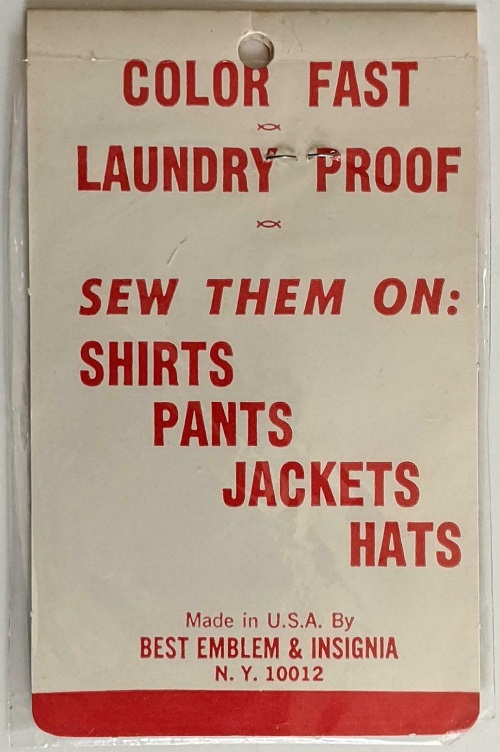 COLOR FAST
LAUNDRY PROOF
SEW THEM ON:
SHIRTS
PANTS
JACKETS
HATS
Made in U.S.A. By
BEST EMBLEM & INSIGNIA
N. Y. 10012